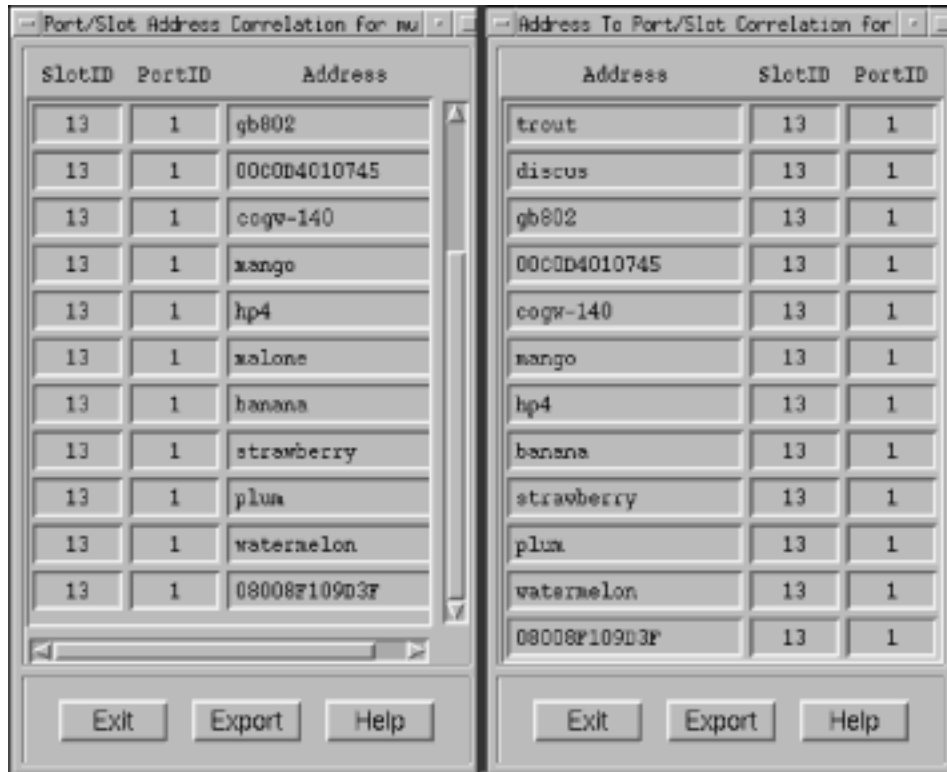 Port/Slot Address Correlation for mu
SlotID PortID Address
13 1 gb802
13 1 00C0D4010745
13 1 cogw-140
13 1 mango
13 1 hp4
13 1 malone
13 1 banana
13 1 strawberry
13 1 plum
13 1 watermelon
13 1 08008F109D3F
Exit Export Help
Address To Port/Slot Correlation for
Address SlotID PortID
trout 13 1
discus 13 1
gb802 13 1
00C0D4010745 13 1
cogw-140 13 1
mango 13 1
hp4 13 1
banana 13 1
strawberry 13 1
plum 13 1
watermelon 13 1
08008F109D3F 13 1
Exit Export Help